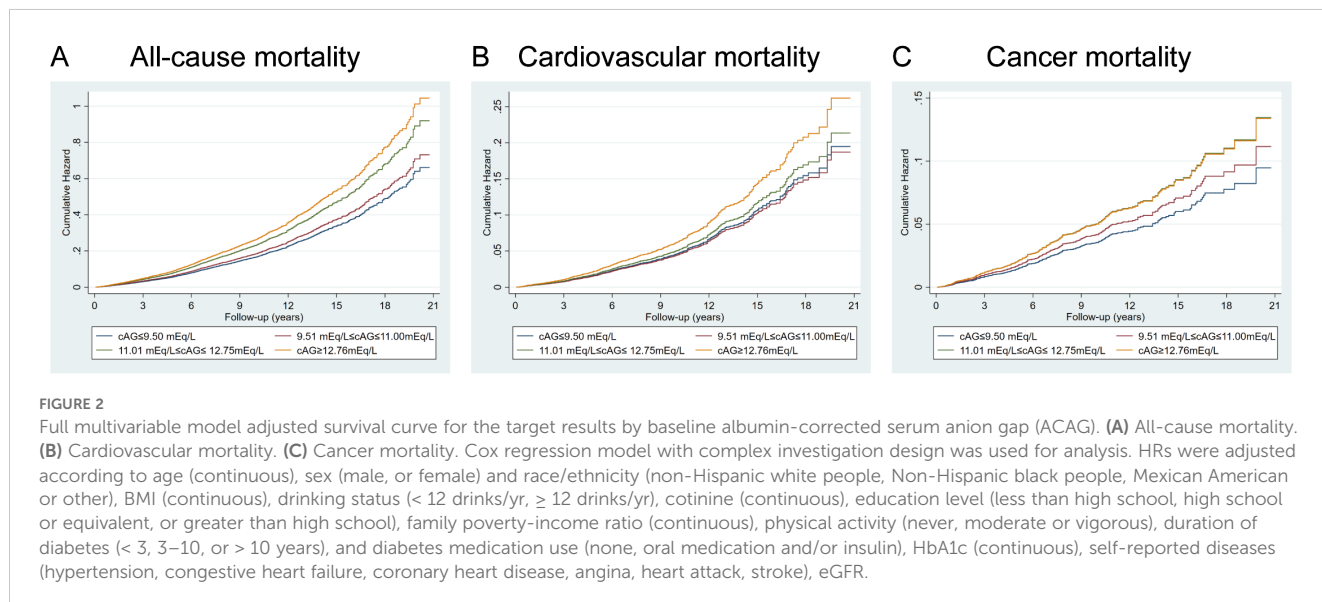 A All-cause mortality
B Cardiovascular mortality
C Cancer mortality
Cumulative Hazard
1
.8
.6
.4
.2
0
0 3 6 9 12 15 18 21
Follow-up (years)
cAG≤9.50 mEq/L
9.51 mEq/L≤cAG≤11.00mEq/L
11.01 mEq/L≤cAG≤ 12.75mEq/L
cAG≥12.76mEq/L
Cumulative Hazard
.25
.2
.15
.1
.05
0
0 3 6 9 12 15 18 21
Follow-up (years)
cAG≤9.50 mEq/L
9.51 mEq/L≤cAG≤11.00mEq/L
11.01 mEq/L≤cAG≤ 12.75mEq/L
cAG≥12.76mEq/L
Cumulative Hazard
.15
.1
.05
0
0 3 6 9 12 15 18 21
Follow-up (years)
cAG≤9.50 mEq/L
9.51 mEq/L≤cAG≤11.00mEq/L
11.01 mEq/L≤cAG≤ 12.75mEq/L
cAG≥12.76mEq/L
FIGURE 2
Full multivariable model adjusted survival curve for the target results by baseline albumin-corrected serum anion gap (ACAG). (A) All-cause mortality.
(B) Cardiovascular mortality. (C) Cancer mortality. Cox regression model with complex investigation design was used for analysis. HRs were adjusted
according to age (continuous), sex (male, or female) and race/ethnicity (non-Hispanic white people, Non-Hispanic black people, Mexican American
or other), BMI (continuous), drinking status (< 12 drinks/yr, ≥ 12 drinks/yr), cotinine (continuous), education level (less than high school, high school
or equivalent, or greater than high school), family poverty-income ratio (continuous), physical activity (never, moderate or vigorous), duration of
diabetes (< 3, 3–10, or > 10 years), and diabetes medication use (none, oral medication and/or insulin), HbA1c (continuous), self-reported diseases
(hypertension, congestive heart failure, coronary heart disease, angina, heart attack, stroke), eGFR.